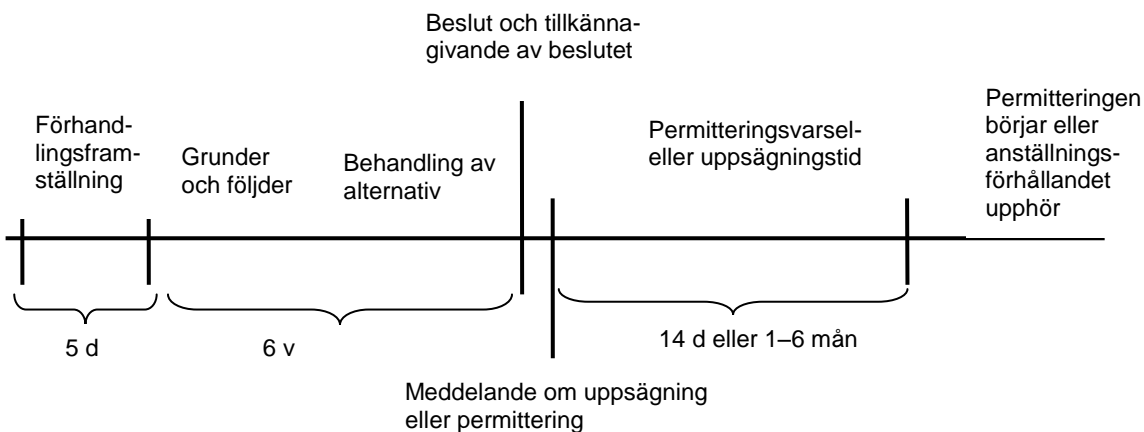 Beslut och tillkänna-
givande av beslutet
Förhand-
lingsfram-
ställning
Grunder
och följder
Behandling av
alternativ
Permitteringsvarsel-
eller uppsägningstid
Permitteringen
börjar eller
anställnings-
förhållandet
upphör
5 d
6 v
14 d eller 1–6 mån
Meddelande om uppsägning
eller permittering